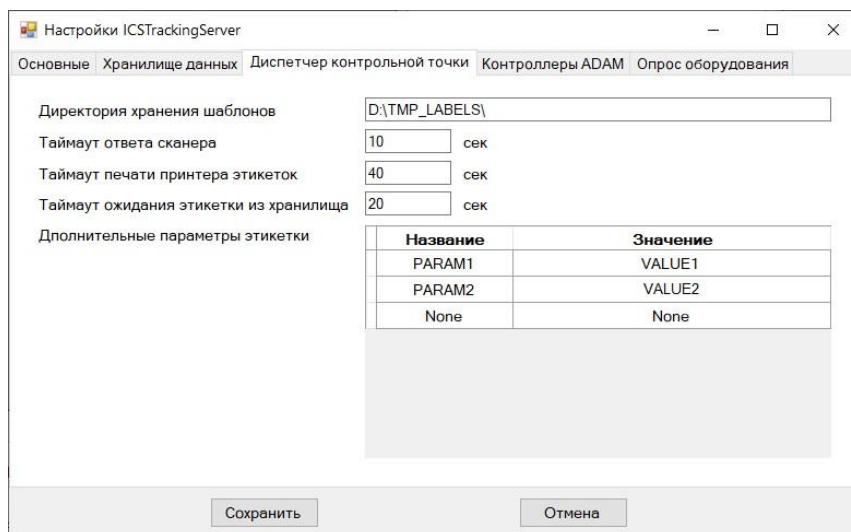 Настройки ICSTrackingServer
Основные Хранилище данных Диспетчер контрольной точки Контроллеры ADAM Опрос оборудования
Директория хранения шаблонов D:\TMP_LABELS\
Таймаут ответа сканера 10 сек
Таймаут печати принтера этикеток 40 сек
Таймаут ожидания этикетки из хранилища 20 сек
Дполнительные параметры этикетки
Название Значение
PARAM1 VALUE1
PARAM2 VALUE2
None None
Сохранить Отмена